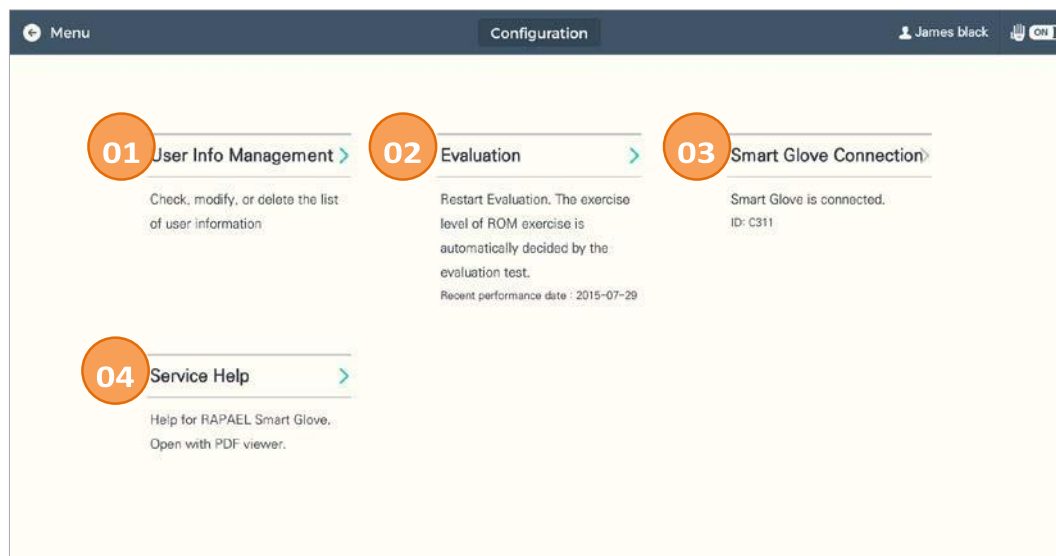 Menu
Configuration
James black
ON
01
User Info Management
Check, modify, or delete the list
of user information
02
Evaluation
Restart Evaluation. The exercise
level of ROM exercise is
automatically decided by the
evaluation test.
Recent performance date : 2015-07-29
03
Smart Glove Connection
Smart Glove is connected.
ID: C311
04
Service Help
Help for RAPAEL Smart Glove.
Open with PDF viewer.